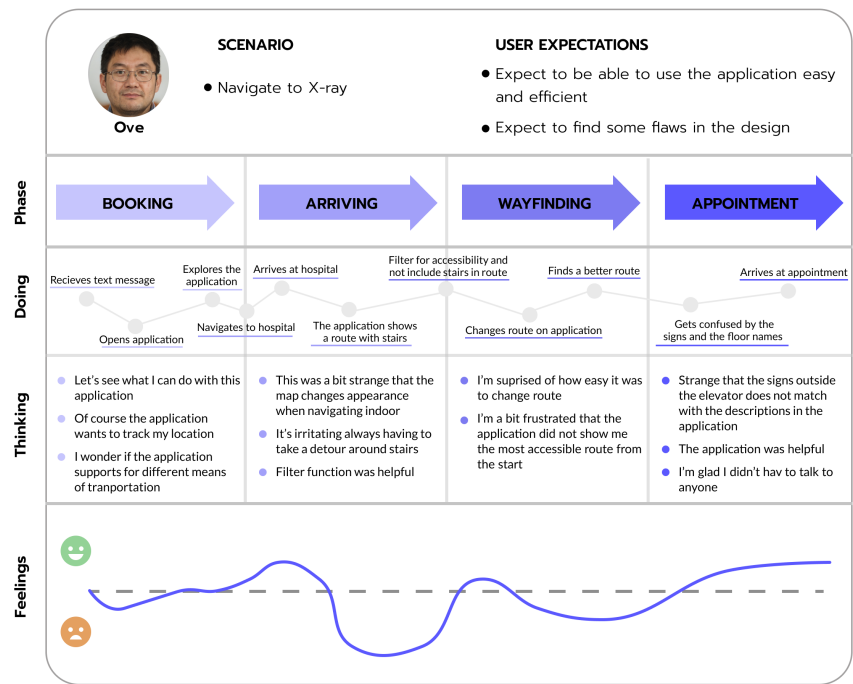 SCENARIO
Navigate to X-ray
USER EXPECTATIONS
Expect to be able to use the application easy
and efficient
Expect to find some flaws in the design
Ove
Phase
BOOKING
ARRIVING
WAYFINDING
APPOINTMENT
Doing
Recieves text message
Opens application
Explores the
application
Navigates to hospital
Arrives at hospital
The application shows
a route with stairs
Filter for accessibility and
not include stairs in route
Changes route on application
Finds a better route
Gets confused by the
signs and the floor names
Arrives at appointment
Thinking
Let's see what I can do with this
application
Of course the application
wants to track my location
I wonder if the application
supports for different means
of tranportation
This was a bit strange that the
map changes appearance
when navigating indoor
It's irritating always having to
take a detour around stairs
Filter function was helpful
I'm suprised of how easy it was
to change route
I'm a bit frustrated that the
application did not show me
the most accessible route from
the start
Strange that the signs outside
the elevator does not match
with the descriptions in the
application
The application was helpful
I'm glad I didn't hav to talk to
anyone
Feelings